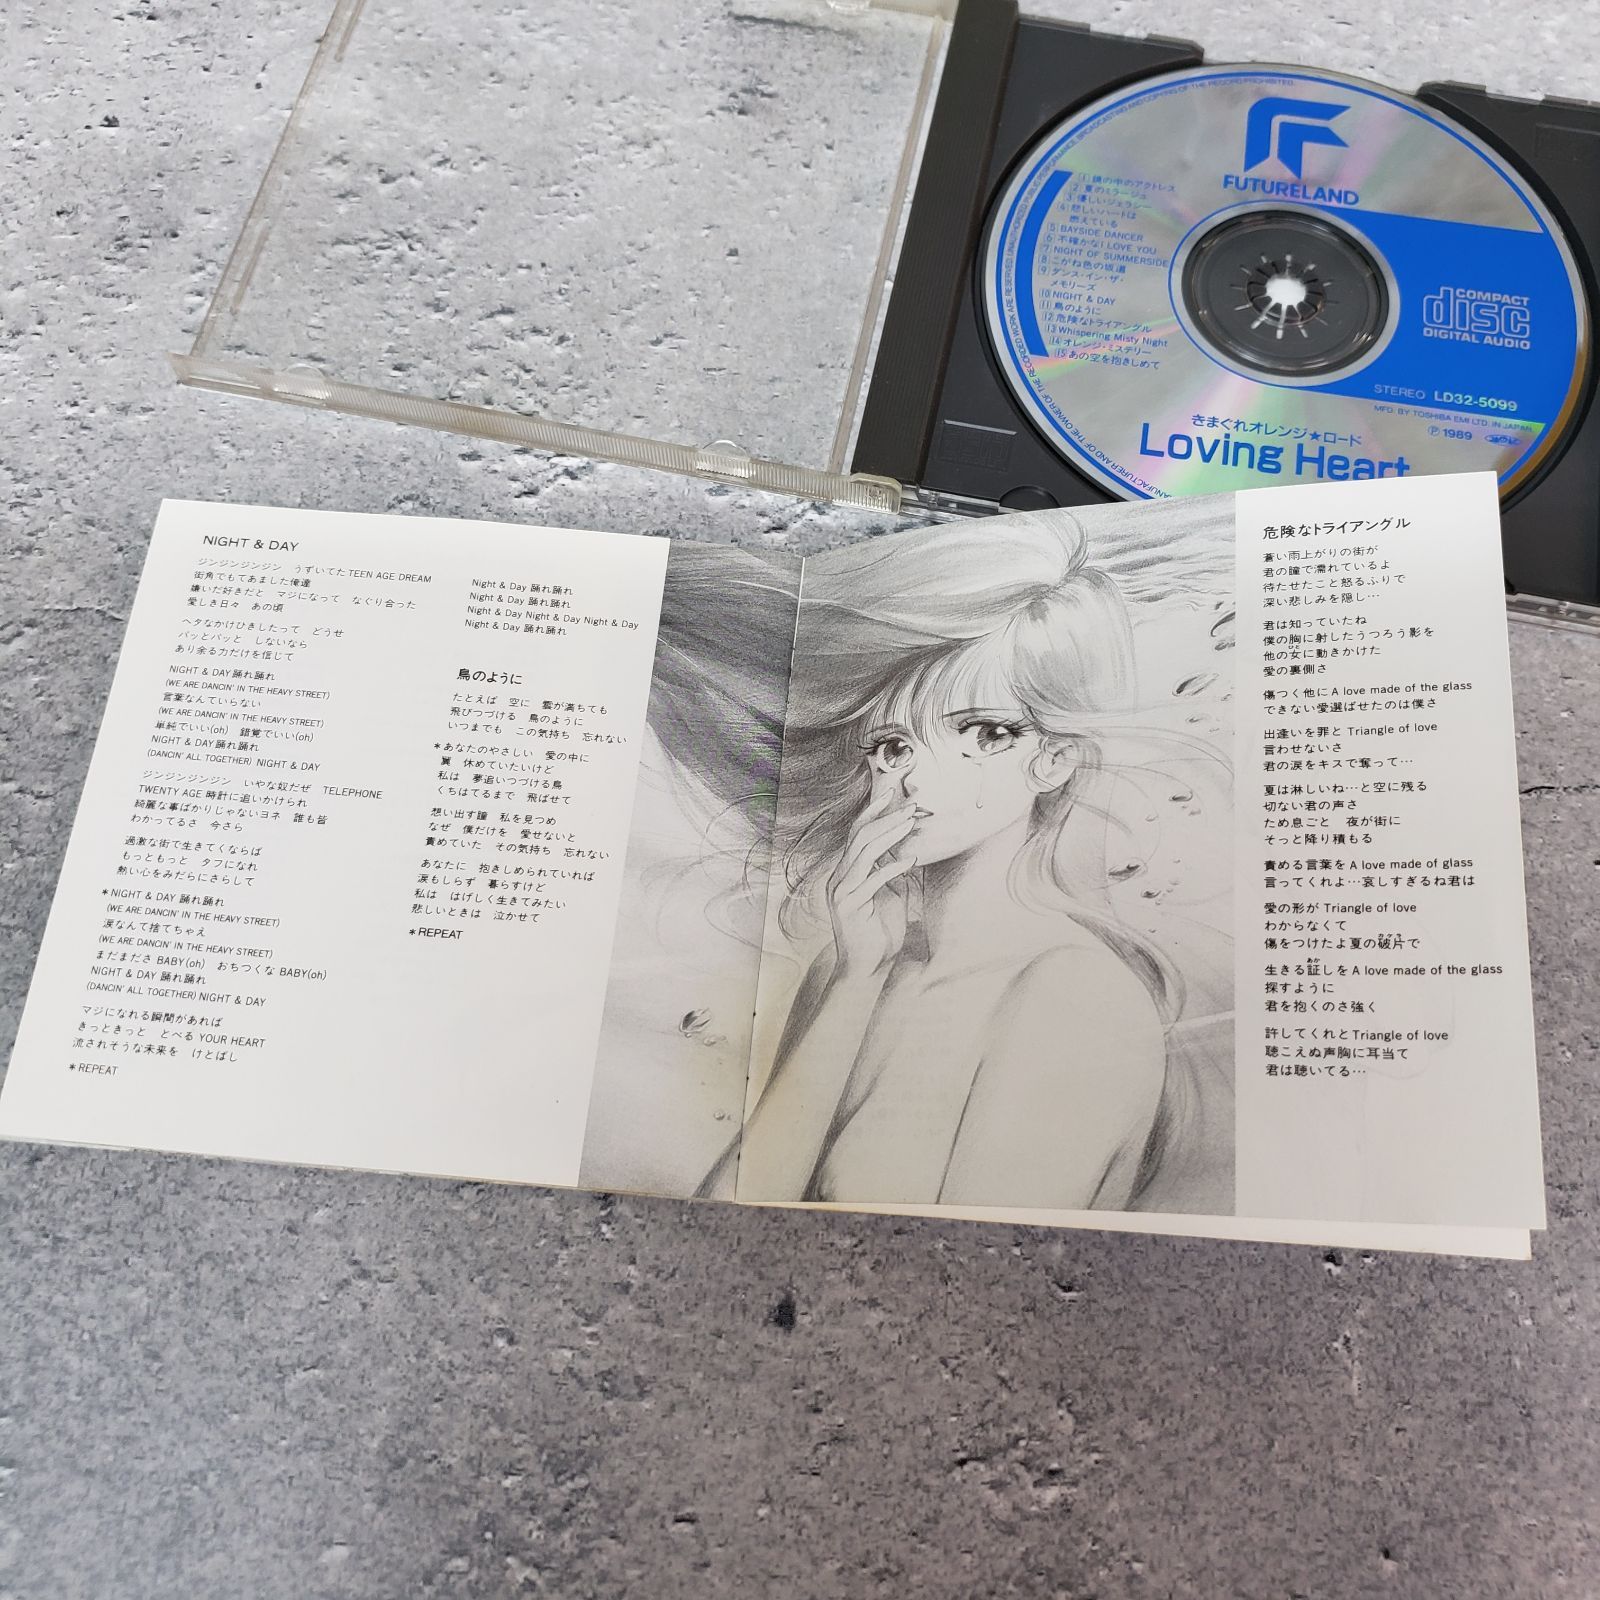 FUTURELAND
UNAUTHORIZED PUBLIC PERFORMANCE, BROADCASTING AND COPYING OF THE RECORD PROHIBITED.
MANUFACTURER AND OF THE OWNER OF THE RECORDED WORK ARE RESERVED.
1 鏡の中のアクトレス
2 夏のミラージュ
3 優しいジェラシー
4 悲しいハートは
燃えている
5 BAYSIDE DANCER
6 不確かなI LOVE YOU
7 NIGHT OF SUMMERSIDE
8 こがね色の坂道
9 ダンス・イン・ザ・
メモリーズ
10 NIGHT & DAY
11 鳥のように
12 危険なトライアングル
13 Whispering Misty Night
14 オレンジ・ミステリー
15 あの空を抱きしめて
COMPACT
disc
DIGITAL AUDIO
STEREO LD32-5099
MFD. BY TOSHIBA EMI LTD. IN JAPAN.
Ⓟ 1989
きまぐれオレンジ★ロード
Loving Heart
NIGHT & DAY
ジンジンジンジン うずいてた TEEN AGE DREAM
街角でもてあました俺達
嫌いだ好きだと マジになって なぐり合った
愛しき日々 あの頃
ヘタなかけひきしたって どうせ
パッとパッと しないなら
あり余る力だけを信じて
NIGHT & DAY 踊れ踊れ
(WE ARE DANCIN' IN THE HEAVY STREET)
言葉なんていらない
(WE ARE DANCIN' IN THE HEAVY STREET)
単純でいい(oh) 錯覚でいい(oh)
NIGHT & DAY 踊れ踊れ
(DANCIN' ALL TOGETHER) NIGHT & DAY
ジンジンジンジン いやな奴だぜ TELEPHONE
TWENTY AGE 時計に追いかけられ
綺麗な事ばかりじゃないヨネ 誰も皆
わかってるさ 今さら
過激な街で生きてくならば
もっともっと タフになれ
熱い心をみだらにさらして
＊NIGHT & DAY 踊れ踊れ
(WE ARE DANCIN' IN THE HEAVY STREET)
涙なんて捨てちゃえ
(WE ARE DANCIN' IN THE HEAVY STREET)
まだまださ BABY(oh) おちつくな BABY(oh)
NIGHT & DAY 踊れ踊れ
(DANCIN' ALL TOGETHER) NIGHT & DAY
マジになれる瞬間があれば
きっときっと とべる YOUR HEART
流されそうな未来を けとばし
＊REPEAT
Night & Day 踊れ踊れ
Night & Day 踊れ踊れ
Night & Day Night & Day Night & Day
Night & Day 踊れ踊れ
鳥のように
たとえば 空に 雲が満ちても
飛びつづける 鳥のように
いつまでも この気持ち 忘れない
＊あなたのやさしい 愛の中に
翼 休めていたいけど
私は 夢追いつづける鳥
くちはてるまで 飛ばせて
想い出す瞳 私を見つめ
なぜ 僕だけを 愛せないと
責めていた その気持ち 忘れない
あなたに 抱きしめられていれば
涙もしらず 暮らすけど
私は はげしく生きてみたい
悲しいときは 泣かせて
＊REPEAT
危険なトライアングル
蒼い雨上がりの街が
君の瞳で濡れているよ
待たせたこと怒るふりで
深い悲しみを隠し…
君は知っていたね
僕の胸に射したうつろう影を
他の女に動きかけた
愛の裏側さ
傷つく他に A love made of the glass
できない愛選ばせたのは僕さ
出逢いを罪と Triangle of love
言わせないさ
君の涙をキスで奪って…
夏は淋しいね…と空に残る
切ない君の声さ
ため息ごと 夜が街に
そっと降り積もる
責める言葉を A love made of glass
言ってくれよ…哀しすぎるね君は
愛の形が Triangle of love
わからなくて
傷をつけたよ夏の破片で
生きる証しを A love made of the glass
探すように
君を抱くのさ強く
許してくれと Triangle of love
聴こえぬ声胸に耳当て
君は聴いてる…